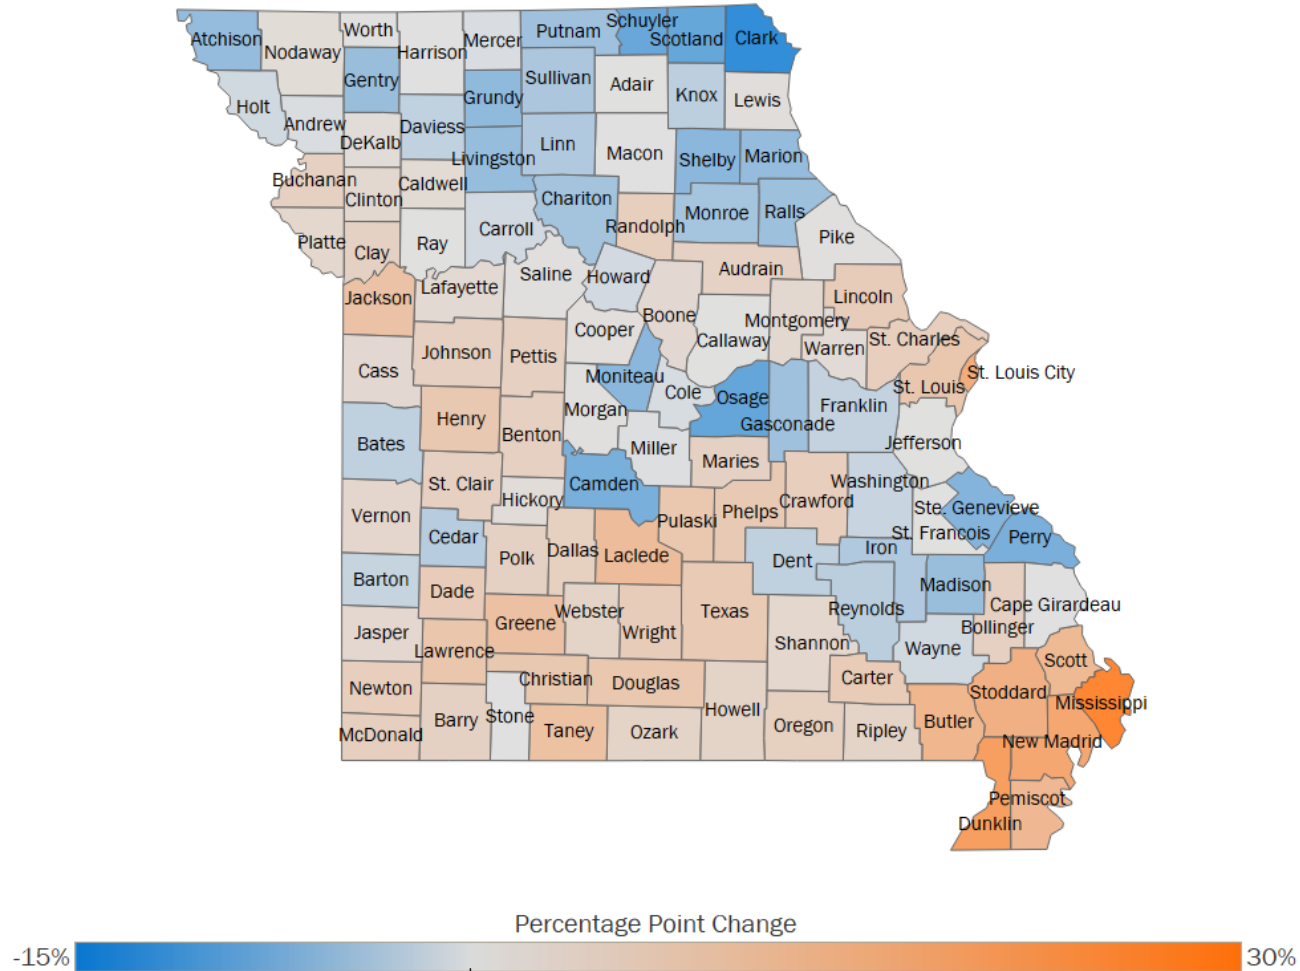 Schuyler
Worth
Putnam
Clark
Atchison
Mercer
Scotland
Nodaway
Harrison
Gentry
Sullivan
Adair
Grundy
Knox
Lewis
Holt
Andrew
Daviess
DeKalb
Linn
Macon
Livingston
Shelby
Marion
Buchanan
Caldwell
Clinton
Chariton
Monroe
Ralls
Randolph
Carroll
Platte
Ray
Pike
Clay
Audrain
Saline
Howard
Lafayette
Jackson
Lincoln
Boone
Montgomery
Cooper
Callaway
St. Charles
Warren
Johnson
Pettis
Cass
Moniteau
St. Louis City
St. Louis
Cole
Osage
Franklin
Morgan
Henry
Gasconade
Benton
Bates
Jefferson
Miller
Maries
St. Clair
Camden
Washington
Hickory
Crawford
Ste. Genevieve
Phelps
Vernon
Pulaski
St. Francois
Cedar
Perry
Iron
Dallas
Laclede
Polk
Dent
Barton
Madison
Dade
Cape Girardeau
Reynolds
Webster
Texas
Greene
Bollinger
Jasper
Wright
Shannon
Lawrence
Wayne
Scott
Christian
Carter
Douglas
Newton
Stoddard
Mississippi
Howell
Stone
Barry
Butler
Oregon
Taney
Ozark
Ripley
McDonald
New Madrid
Pemiscot
Dunklin
Percentage Point Change
-15% 30%